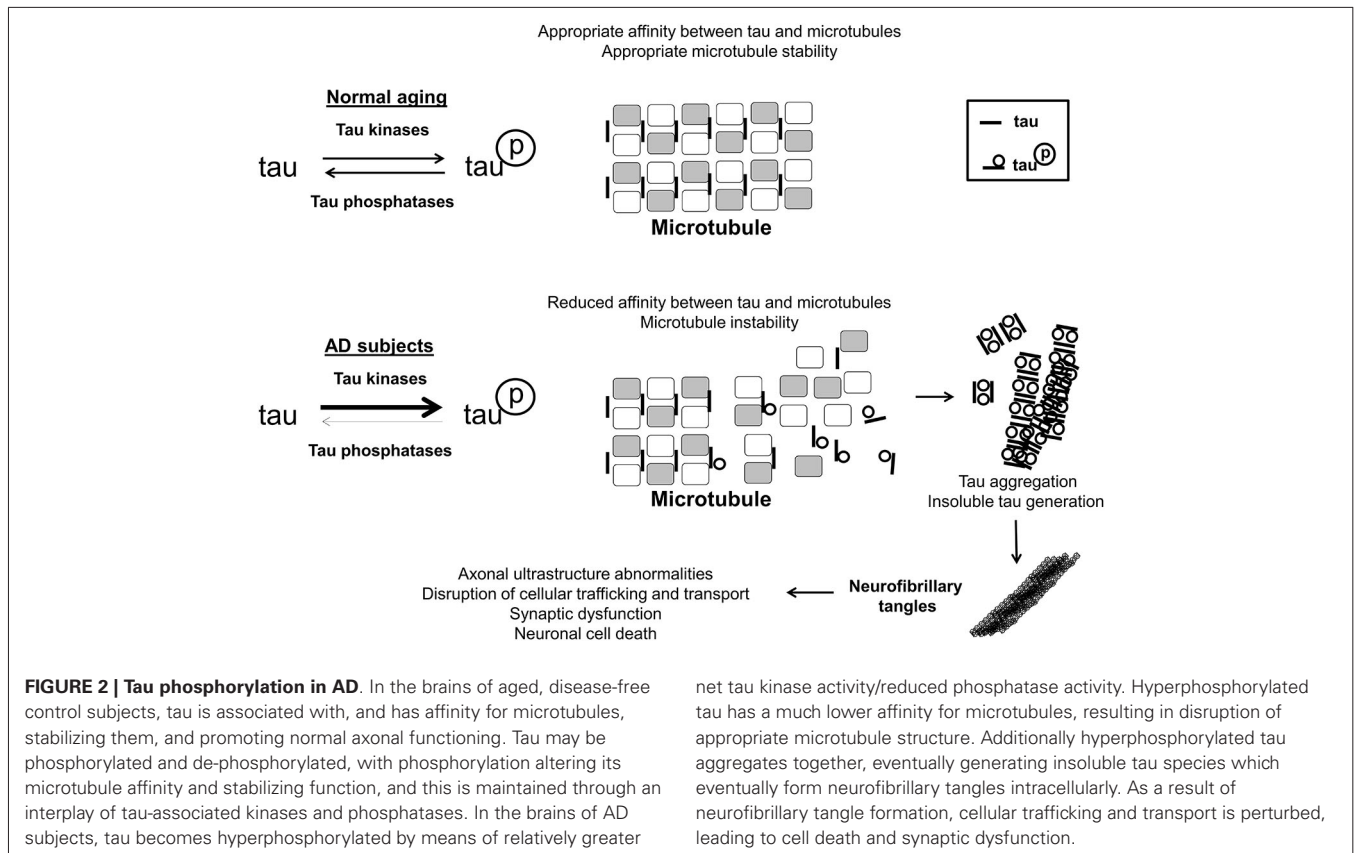 Appropriate affinity between tau and microtubules
Appropriate microtubule stability
Normal aging
Tau kinases
tau
tau p
Tau phosphatases
Microtubule
tau
tau p
Reduced affinity between tau and microtubules
Microtubule instability
AD subjects
Tau kinases
tau
tau p
Tau phosphatases
Microtubule
Tau aggregation
Insoluble tau generation
Neurofibrillary
tangles
Axonal ultrastructure abnormalities
Disruption of cellular trafficking and transport
Synaptic dysfunction
Neuronal cell death
FIGURE 2 | Tau phosphorylation in AD. In the brains of aged, disease-free
control subjects, tau is associated with, and has affinity for microtubules,
stabilizing them, and promoting normal axonal functioning. Tau may be
phosphorylated and de-phosphorylated, with phosphorylation altering its
microtubule affinity and stabilizing function, and this is maintained through an
interplay of tau-associated kinases and phosphatases. In the brains of AD
subjects, tau becomes hyperphosphorylated by means of relatively greater
net tau kinase activity/reduced phosphatase activity. Hyperphosphorylated
tau has a much lower affinity for microtubules, resulting in disruption of
appropriate microtubule structure. Additionally hyperphosphorylated tau
aggregates together, eventually generating insoluble tau species which
eventually form neurofibrillary tangles intracellularly. As a result of
neurofibrillary tangle formation, cellular trafficking and transport is perturbed,
leading to cell death and synaptic dysfunction.